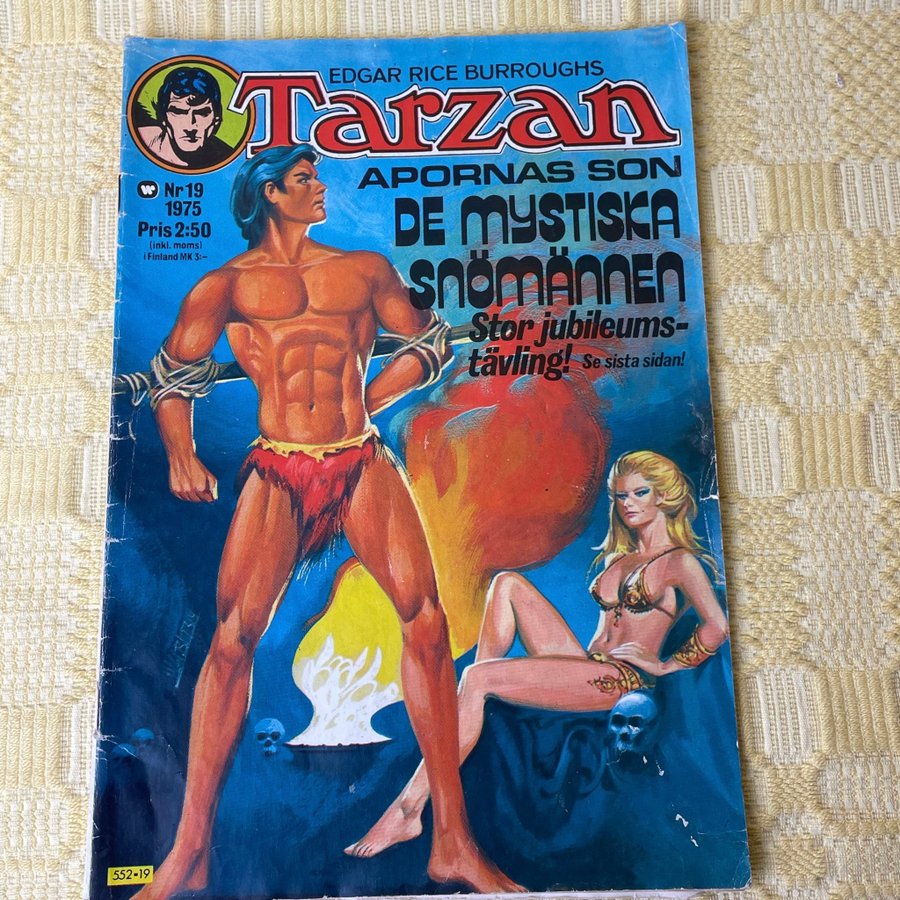 EDGAR RICE BURROUGHS
Tarzan
APORNAS SON
DE MYSTISKA
SNÖMÄNNEN
Stor jubileums-
tävling! Se sista sidan!
W Nr 19
1975
Pris 2:50
(inkl. moms)
i Finland MK 3:-
552-19